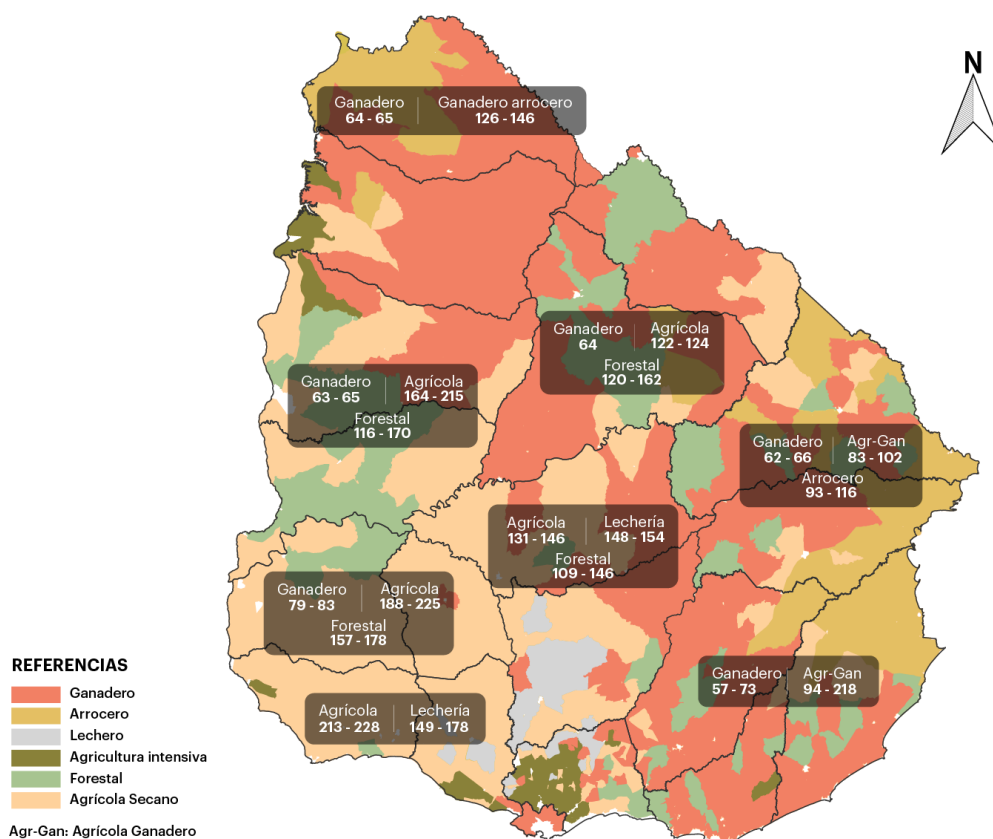 N
Ganadero Ganadero arrocero
64 - 65 126 - 146
Ganadero Agrícola
64 122 - 124
Forestal
120 - 162
Ganadero Agrícola
63 - 65 164 - 215
Forestal
116 - 170
Ganadero Agr-Gan
62 - 66 83 - 102
Arrocero
93 - 116
Agrícola Lechería
131 - 146 148 - 154
Forestal
109 - 146
Ganadero Agrícola
79 - 83 188 - 225
Forestal
157 - 178
Ganadero Agr-Gan
57 - 73 94 - 218
Agrícola Lechería
213 - 228 149 - 178
REFERENCIAS
Ganadero
Arrocero
Lechero
Agricultura intensiva
Forestal
Agrícola Secano
Agr-Gan: Agrícola Ganadero